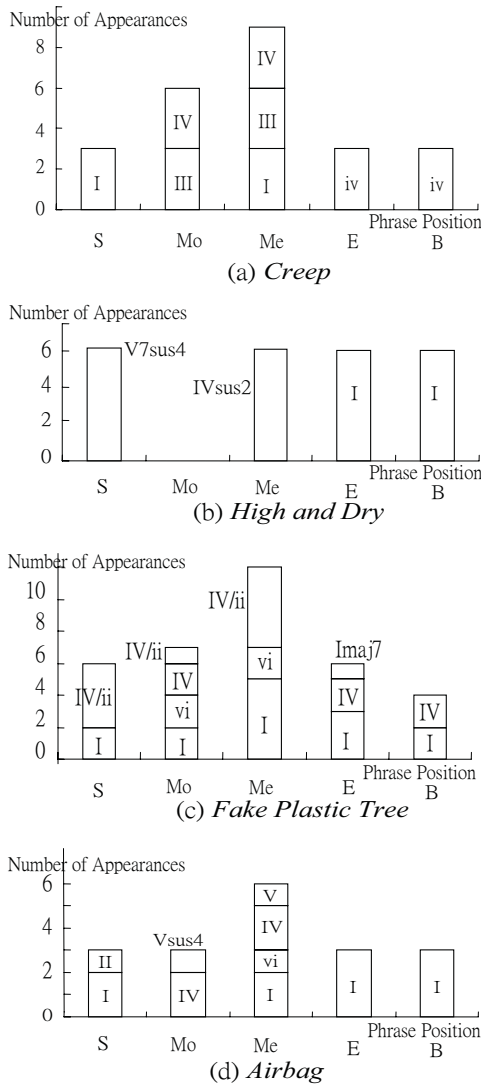 Number of Appearances
8
6
4
2
0
I
IV
III
IV
III
I
iv
iv
Phrase Position
S Mo Me E B
(a) Creep
Number of Appearances
6
4
2
0
V7sus4
IVsus2
I
I
Phrase Position
S Mo Me E B
(b) High and Dry
Number of Appearances
10
8
6
4
2
0
IV/ii
I
IV/ii
IV
vi
I
IV/ii
vi
I
Imaj7
IV
I
IV
I
Phrase Position
S Mo Me E B
(c) Fake Plastic Tree
Number of Appearances
6
4
2
0
II
I
Vsus4
IV
V
IV
vi
I
I
I
Phrase Position
S Mo Me E B
(d) Airbag